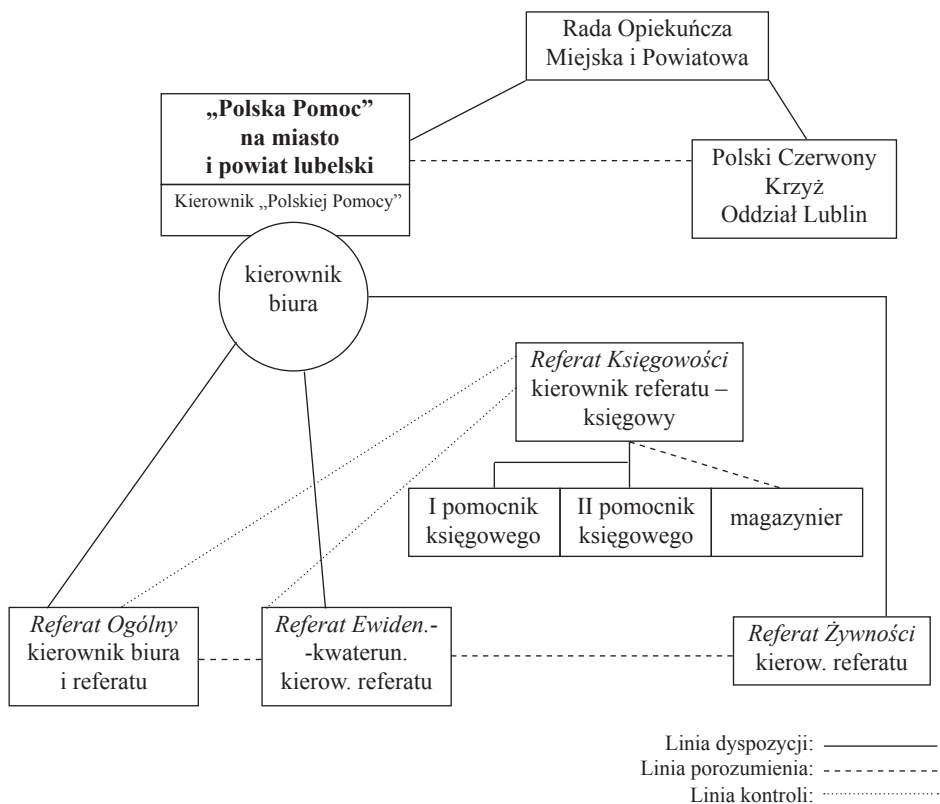 Rada Opiekuńcza
Miejska i Powiatowa
„Polska Pomoc”
na miasto
i powiat lubelski
Kierownik „Polskiej Pomocy”
Polski Czerwony
Krzyż
Oddział Lublin
kierownik
biura
Referat Księgowości
kierownik referatu –
księgowy
I pomocnik
księgowego
II pomocnik
księgowego
magazynier
Referat Ogólny
kierownik biura
i referatu
Referat Ewiden.-
-kwaterun.
kierow. referatu
Referat Żywności
kierow. referatu
Linia dyspozycji:
Linia porozumienia:
Linia kontroli: